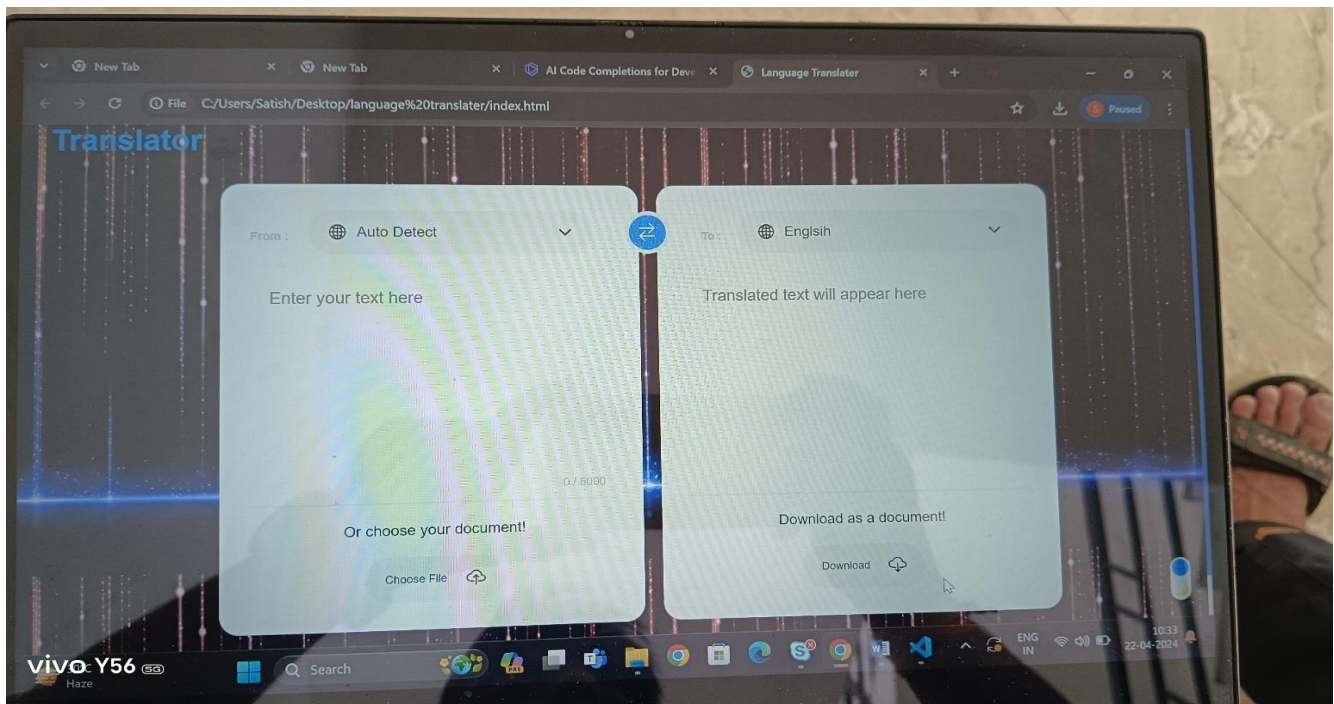 New Tab
New Tab
AI Code Completions for Deve
Language Translater
File C:/Users/Satish/Desktop/language%20translater/index.html
Paused
Translator
From :
Auto Detect
To :
Englsih
Enter your text here
Translated text will appear here
0 / 5000
Or choose your document!
Download as a document!
Choose File
Download
Search
PRE
ENG
IN
10:33
22-04-2024
vivo Y56 5G
Haze